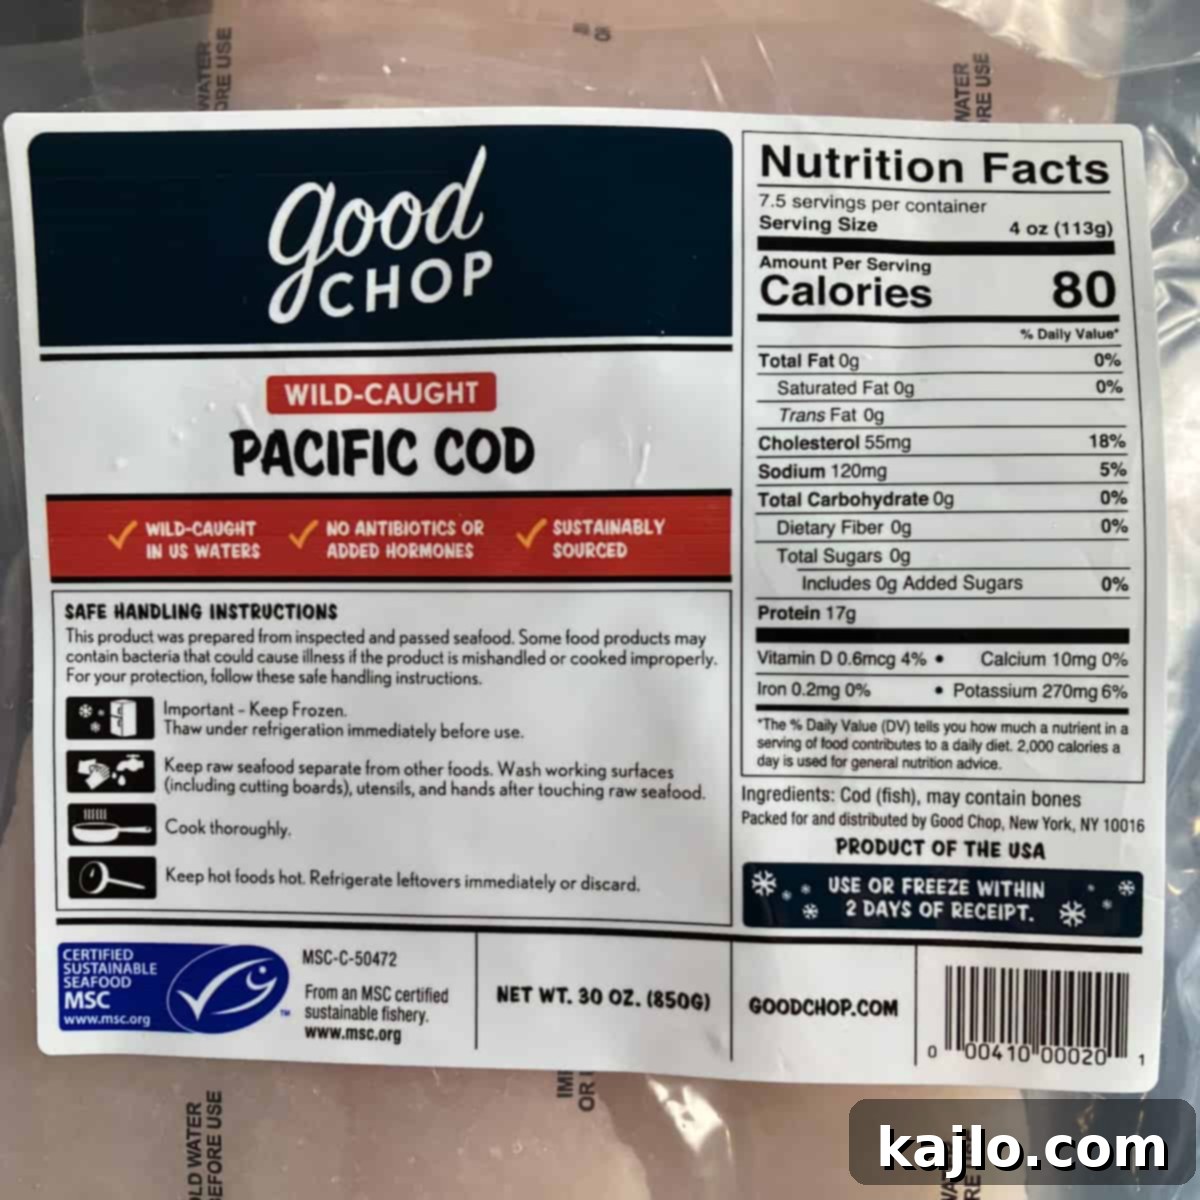 WATER
ORE USE
WATER
ORE USE
good
CHOP
WILD-CAUGHT
PACIFIC COD
WILD-CAUGHT
IN US WATERS
NO ANTIBIOTICS OR
ADDED HORMONES
SUSTAINABLY
SOURCED
SAFE HANDLING INSTRUCTIONS
This product was prepared from inspected and passed seafood. Some food products may
contain bacteria that could cause illness if the product is mishandled or cooked improperly.
For your protection, follow these safe handling instructions.
Important - Keep Frozen.
Thaw under refrigeration immediately before use.
Keep raw seafood separate from other foods. Wash working surfaces
(including cutting boards), utensils, and hands after touching raw seafood.
Cook thoroughly.
Keep hot foods hot. Refrigerate leftovers immediately or discard.
Nutrition Facts
7.5 servings per container
Serving Size 4 oz (113g)
Amount Per Serving
Calories 80
% Daily Value*
Total Fat 0g 0%
Saturated Fat 0g 0%
Trans Fat 0g
Cholesterol 55mg 18%
Sodium 120mg 5%
Total Carbohydrate 0g 0%
Dietary Fiber 0g 0%
Total Sugars 0g
Includes 0g Added Sugars 0%
Protein 17g
Vitamin D 0.6mcg 4% • Calcium 10mg 0%
Iron 0.2mg 0% • Potassium 270mg 6%
*The % Daily Value (DV) tells you how much a nutrient in a
serving of food contributes to a daily diet. 2,000 calories a
day is used for general nutrition advice.
Ingredients: Cod (fish), may contain bones
Packed for and distributed by Good Chop, New York, NY 10016
PRODUCT OF THE USA
USE OR FREEZE WITHIN
2 DAYS OF RECEIPT.
CERTIFIED
SUSTAINABLE
SEAFOOD
MSC
www.msc.org
TM
MSC-C-50472
From an MSC certified
sustainable fishery.
www.msc.org
NET WT. 30 OZ. (850G)
GOODCHOP.COM
0 00410 00020 1
OLD WATER
BEFORE USE
IMI
OR
kajlo.com